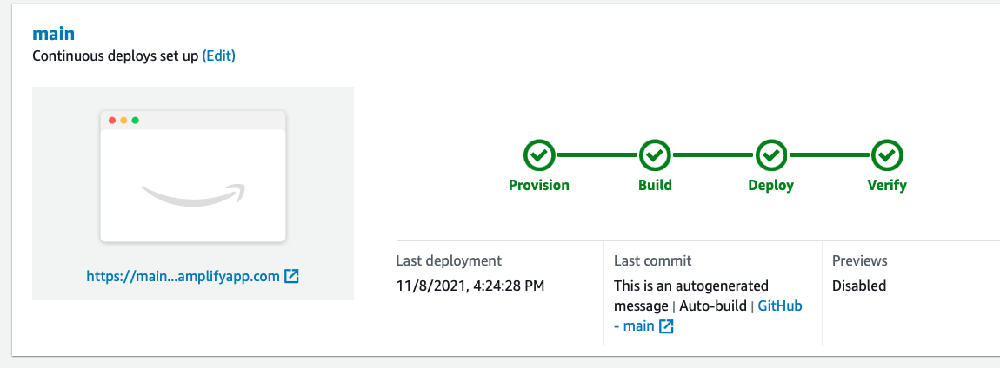 main
Continuous deploys set up (Edit)
https://main...amplifyapp.com
Provision
Build
Deploy
Verify
Last deployment
11/8/2021, 4:24:28 PM
Last commit
This is an autogenerated
message | Auto-build | GitHub
- main
Previews
Disabled